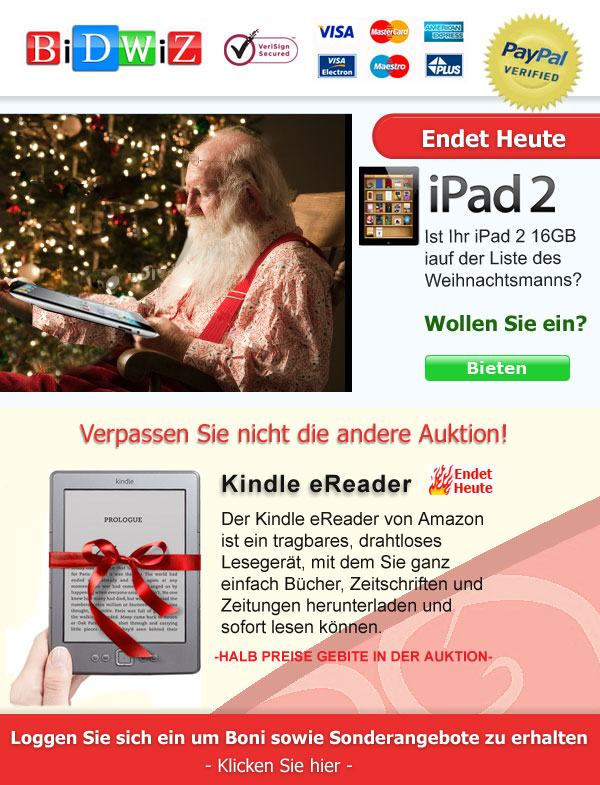 BiDWiZ
VeriSign
Secured
VISA
MasterCard
AMERICAN
EXPRESS
VISA
Electron
Maestro
PLUS
PayPal
VERIFIED
Endet Heute
iPad 2
Ist Ihr iPad 2 16GB
iauf der Liste des
Weihnachtsmanns?
Wollen Sie ein?
Bieten
Verpassen Sie nicht die andere Auktion!
kindle
PROLOGUE
Kindle eReader
Endet
Heute
Der Kindle eReader von Amazon
ist ein tragbares, drahtloses
Lesegerät, mit dem Sie ganz
einfach Bücher, Zeitschriften und
Zeitungen herunterladen und
sofort lesen können.
-HALB PREISE GEBITE IN DER AUKTION-
Loggen Sie sich ein um Boni sowie Sonderangebote zu erhalten
- Klicken Sie hier -